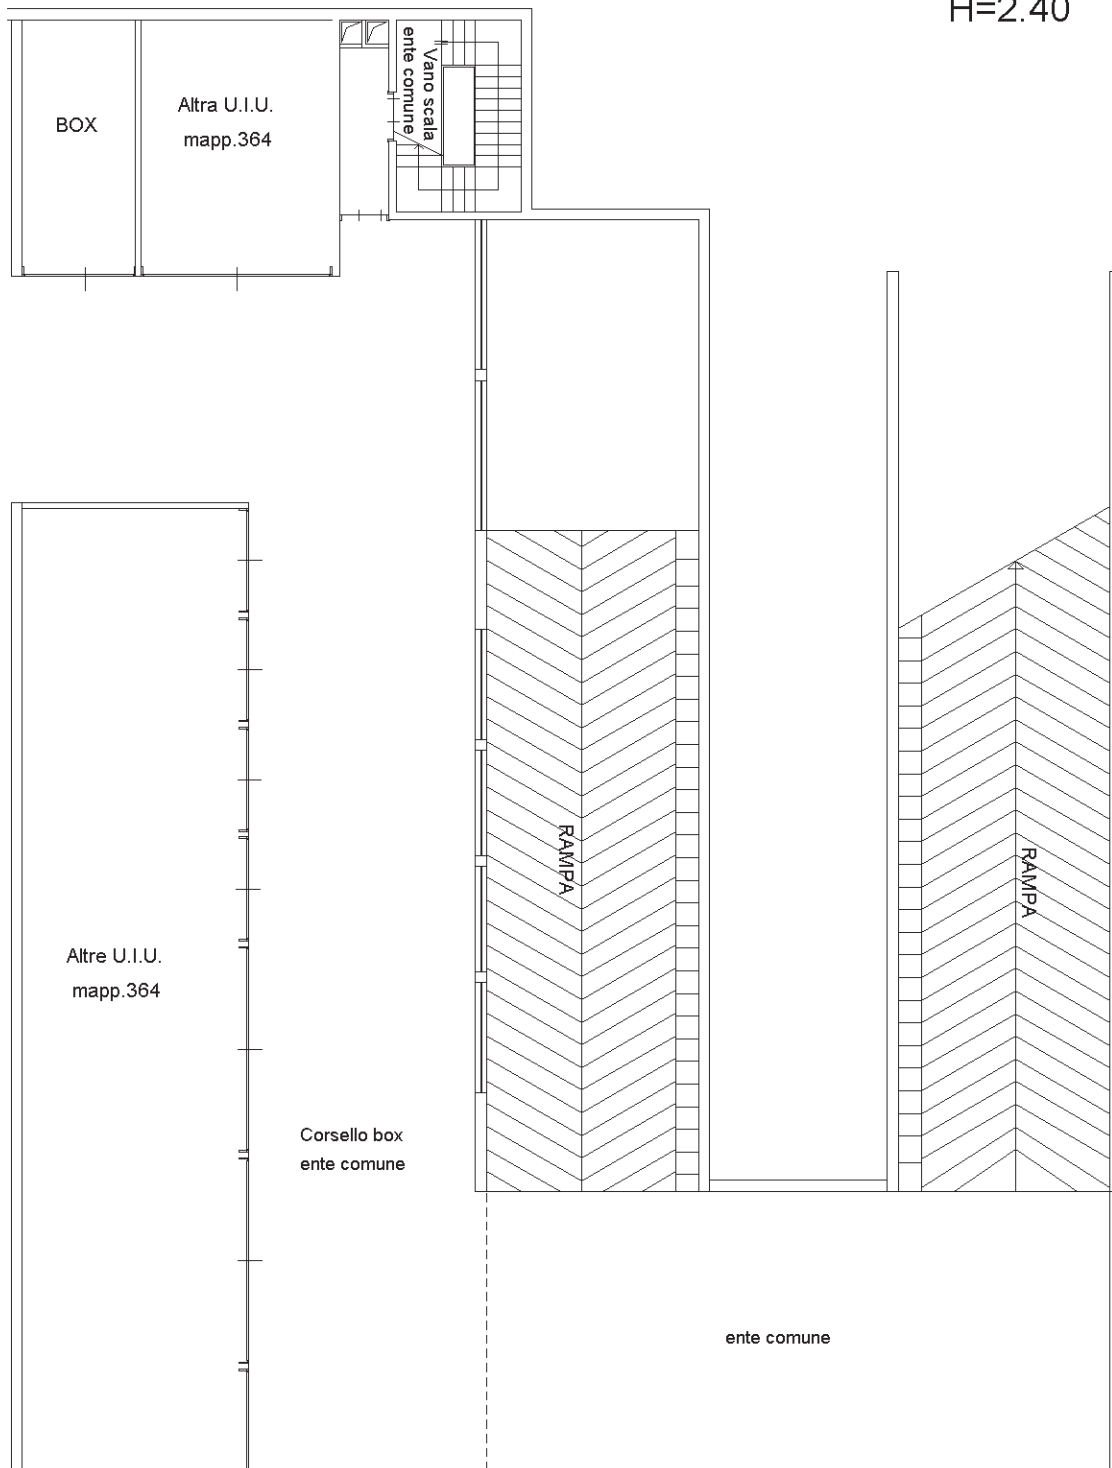 H=2.40
BOX
Altra U.I.U.
mapp.364
Vano scala
ente comune
RAMPA
RAMPA
Altre U.I.U.
mapp.364
Corsello box
ente comune
ente comune